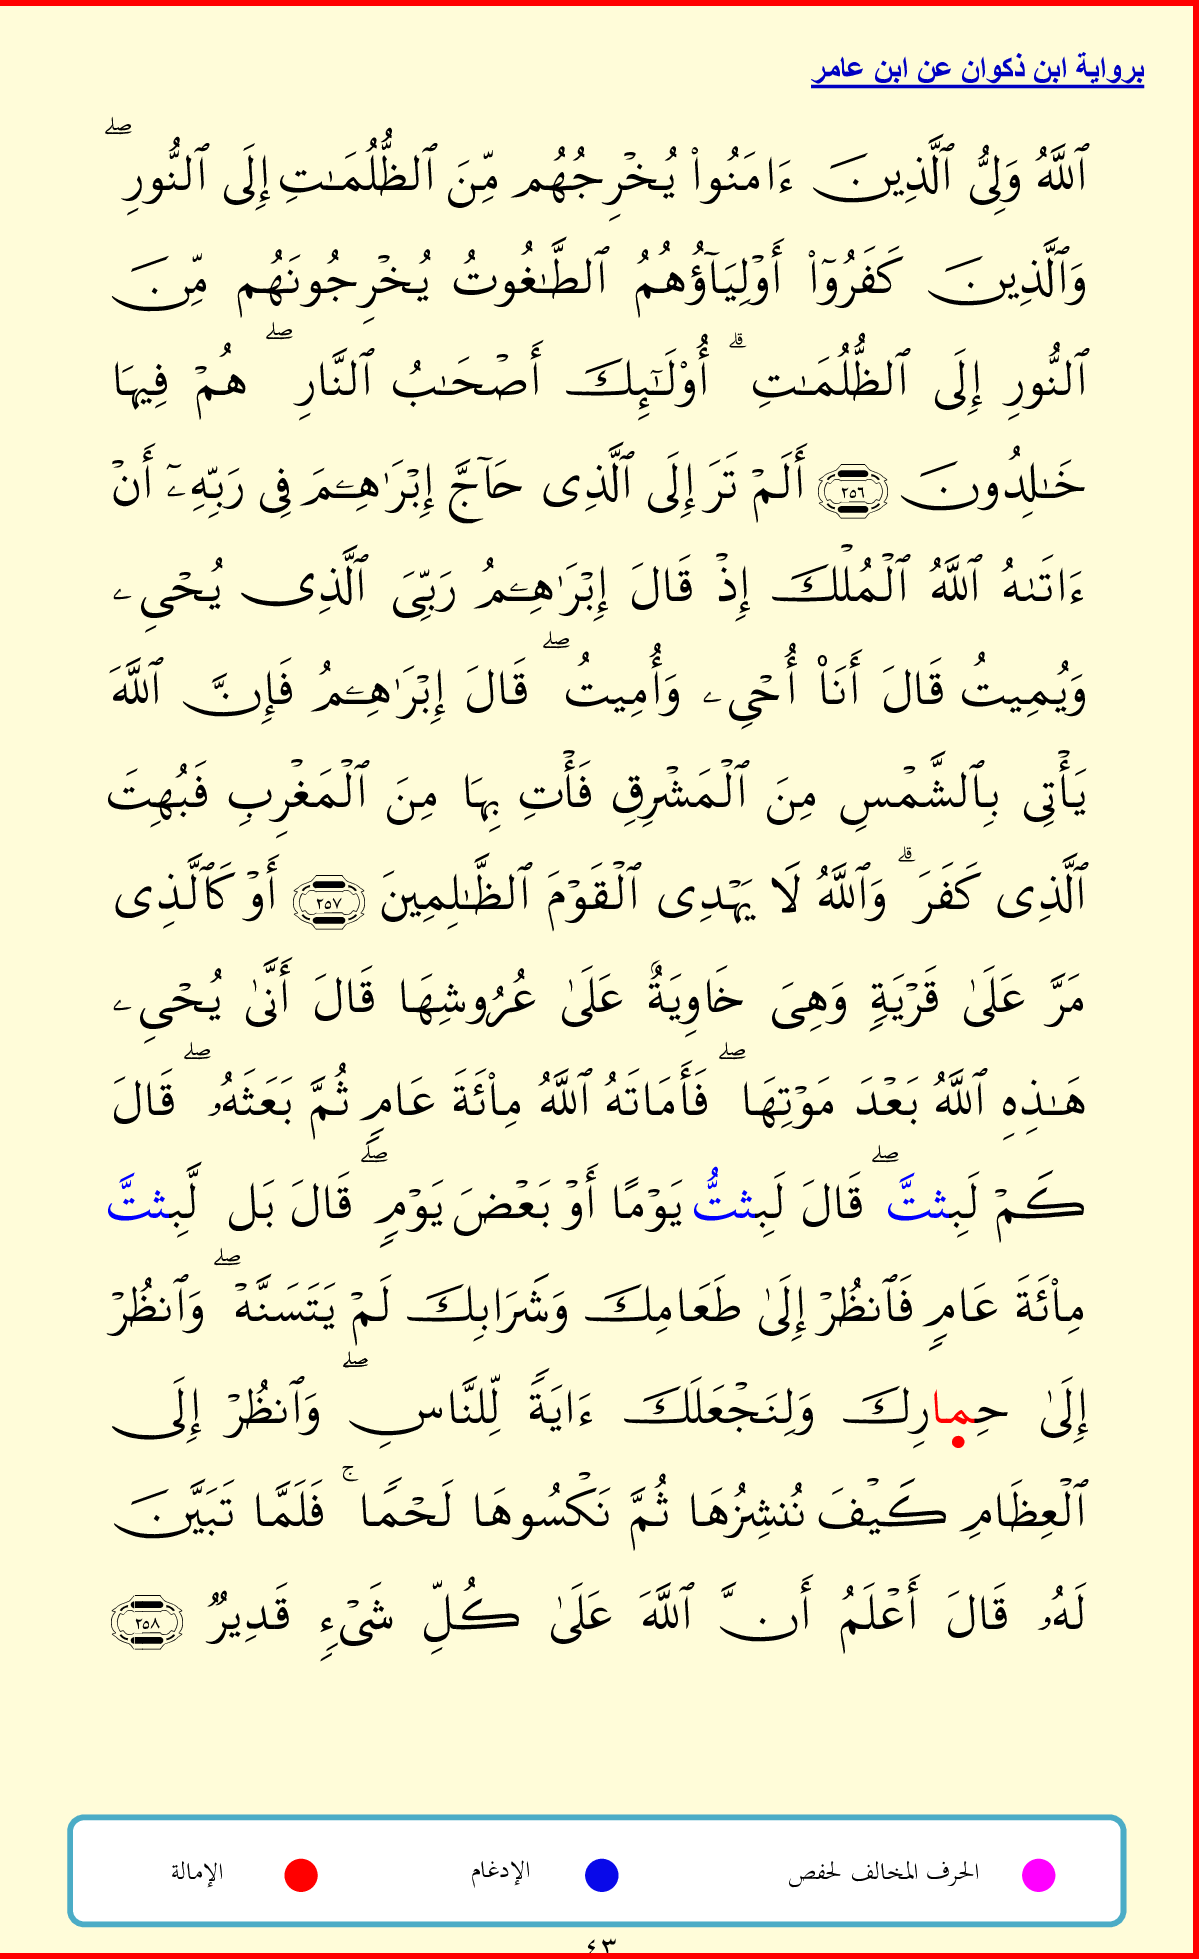 برواية ابن ذكوان عن ابن عامر
ٱللَّهُ وَلِيُّ ٱلَّذِينَ ءَامَنُواْ يُخْرِجُهُم مِّنَ ٱلظُّلُمَـٰتِ إِلَى ٱلنُّورِ ۖ
وَٱلَّذِينَ كَفَرُوٓاْ أَوْلِيَآؤُهُمُ ٱلطَّـٰغُوتُ يُخْرِجُونَهُم مِّنَ
ٱلنُّورِ إِلَى ٱلظُّلُمَـٰتِ ۗ أُوْلَـٰٓئِكَ أَصْحَـٰبُ ٱلنَّارِ ۖ هُمْ فِيهَا
خَـٰلِدُونَ ٢٥٦ أَلَمْ تَرَ إِلَى ٱلَّذِى حَآجَّ إِبْرَٰهِـۧمَ فِى رَبِّهِۦٓ أَنْ
ءَاتَىٰهُ ٱللَّهُ ٱلْمُلْكَ إِذْ قَالَ إِبْرَٰهِـۧمُ رَبِّىَ ٱلَّذِى يُحْىِۦ
وَيُمِيتُ قَالَ أَنَا۠ أُحْىِۦ وَأُمِيتُ ۖ قَالَ إِبْرَٰهِـۧمُ فَإِنَّ ٱللَّهَ
يَأْتِى بِٱلشَّمْسِ مِنَ ٱلْمَشْرِقِ فَأْتِ بِهَا مِنَ ٱلْمَغْرِبِ فَبُهِتَ
ٱلَّذِى كَفَرَ ۗ وَٱللَّهُ لَا يَهْدِى ٱلْقَوْمَ ٱلظَّـٰلِمِينَ ٢٥٧ أَوْ كَٱلَّذِى
مَرَّ عَلَىٰ قَرْيَةٍ وَهِىَ خَاوِيَةٌ عَلَىٰ عُرُوشِهَا قَالَ أَنَّىٰ يُحْىِۦ
هَـٰذِهِ ٱللَّهُ بَعْدَ مَوْتِهَا ۖ فَأَمَاتَهُ ٱللَّهُ مِاْئَةَ عَامٍ ثُمَّ بَعَثَهُۥ ۖ قَالَ
كَمْ لَبِثتَّ ۖ قَالَ لَبِثتُّ يَوْمًا أَوْ بَعْضَ يَوْمٍ ۖ قَالَ بَل لَّبِثتَّ
مِاْئَةَ عَامٍ فَٱنظُرْ إِلَىٰ طَعَامِكَ وَشَرَابِكَ لَمْ يَتَسَنَّهْ ۖ وَٱنظُرْ
إِلَىٰ حِمارِكَ وَلِنَجْعَلَكَ ءَايَةً لِّلنَّاسِ ۖ وَٱنظُرْ إِلَى
ٱلْعِظَامِ كَيْفَ نُنشِزُهَا ثُمَّ نَكْسُوهَا لَحْمًا ۚ فَلَمَّا تَبَيَّنَ
لَهُۥ قَالَ أَعْلَمُ أَنَّ ٱللَّهَ عَلَىٰ كُلِّ شَىْءٍ قَدِيرٌ ٢٥٨
الحرف المخالف لحفص الإدغام الإمالة
٤٣